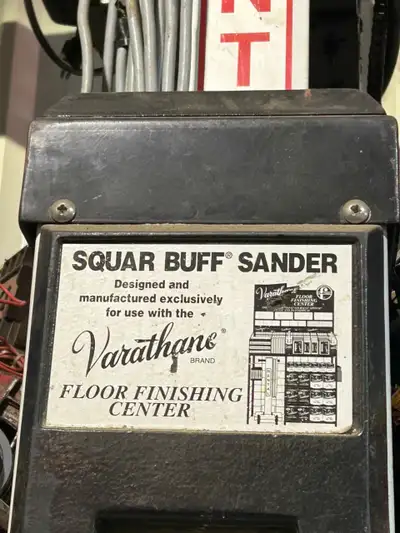 NT
SQUAR BUFF® SANDER
Designed and
manufactured exclusively
for use with the
Varathane®
BRAND
FLOOR FINISHING
CENTER
Varathane
FLOOR
FINISHING
CENTER